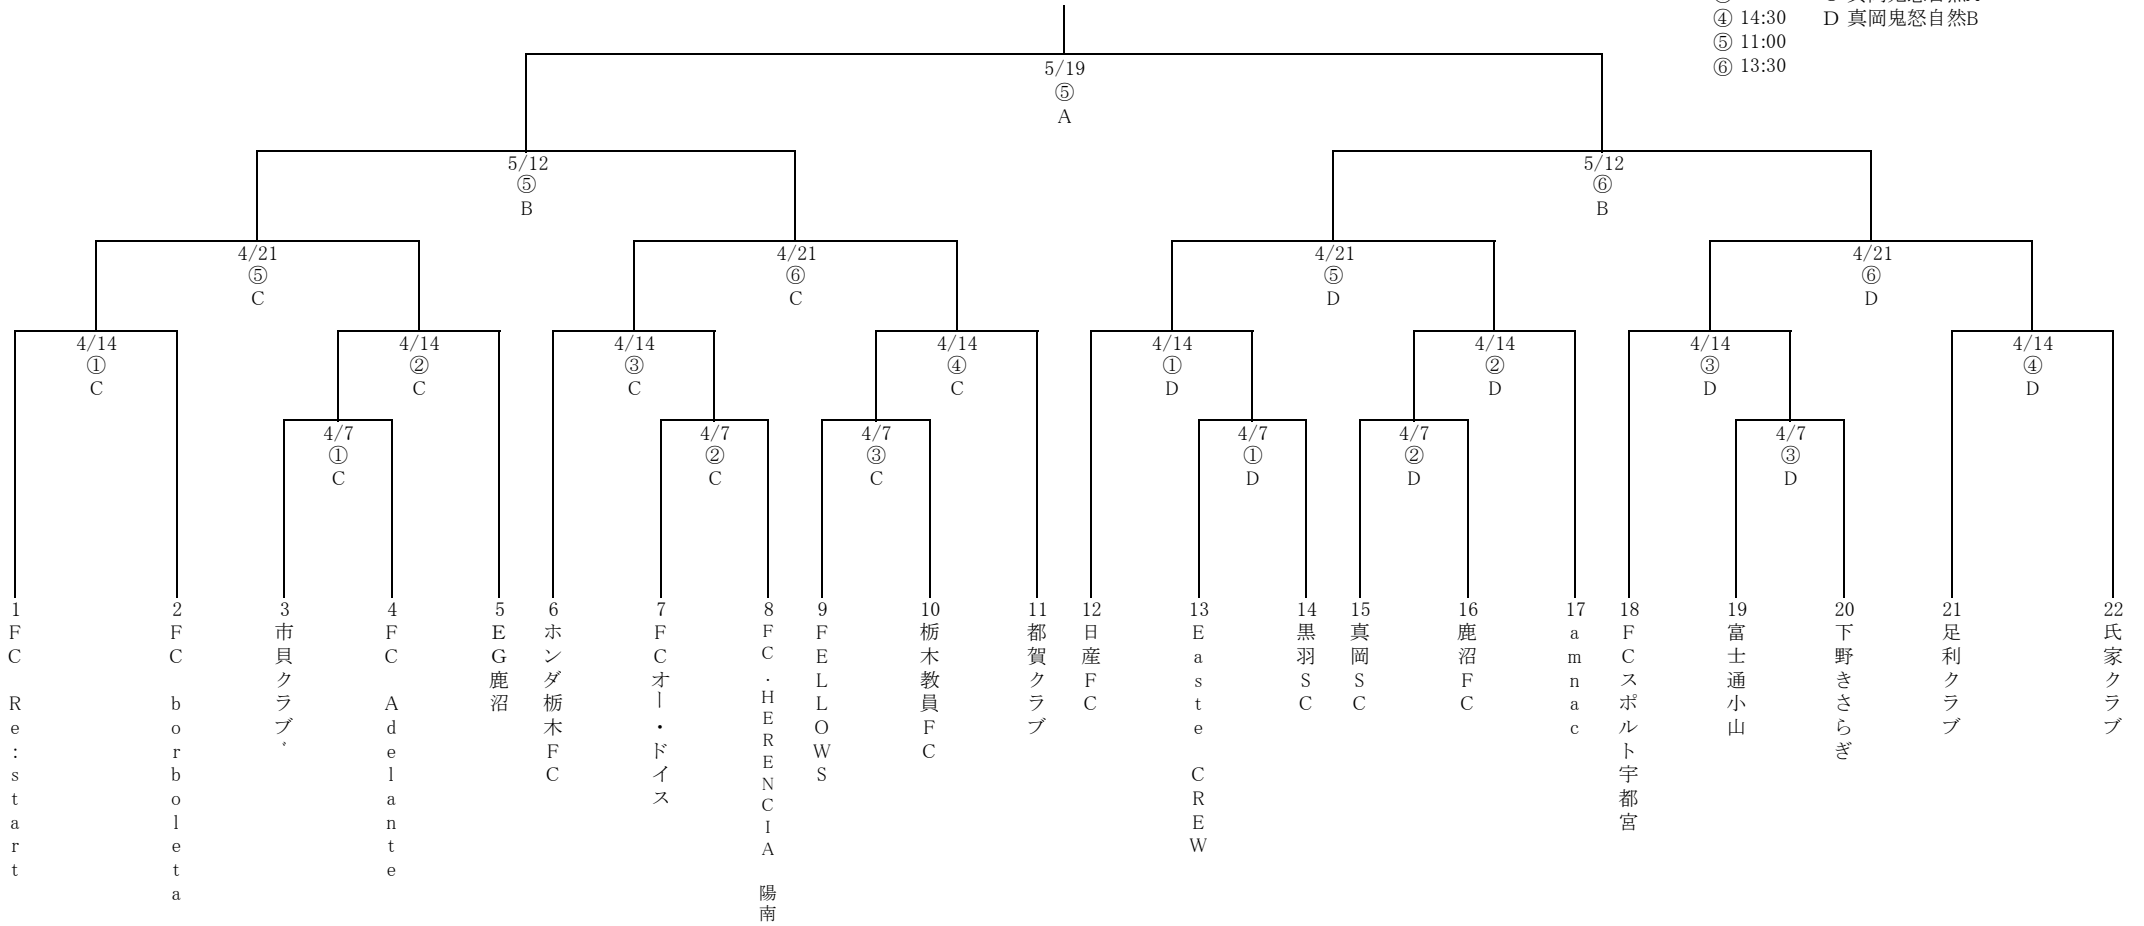 ④ 14:30 D 真岡鬼怒自然B
⑤ 11:00
⑥ 13:30
5/19
⑤
A
5/12 5/12
⑤ ⑥
B B
4/21 4/21 4/21 4/21
⑤ ⑥ ⑤ ⑥
C C D D
4/14 4/14 4/14 4/14 4/14 4/14 4/14 4/14
① ② ③ ④ ① ② ③ ④
C C C C D D D D
4/7 4/7 4/7 4/7 4/7 4/7
① ② ③ ① ② ③
C C C D D D
1 FC Re:start
2 FC borboleta
3 市貝クラブ゛
4 FC Adelante
5 EG鹿沼
6 ホンダ栃木FC
7 FCオー・ドイス
8 FC.HERENCIA 陽南
9 FELLOWS
10 栃木教員FC
11 都賀クラブ
12 日産FC
13 Easte CREW
14 黒羽SC
15 真岡SC
16 鹿沼FC
17 amnac
18 FCスポルト宇都宮
19 富士通小山
20 下野きさらぎ
21 足利クラブ
22 氏家クラブ